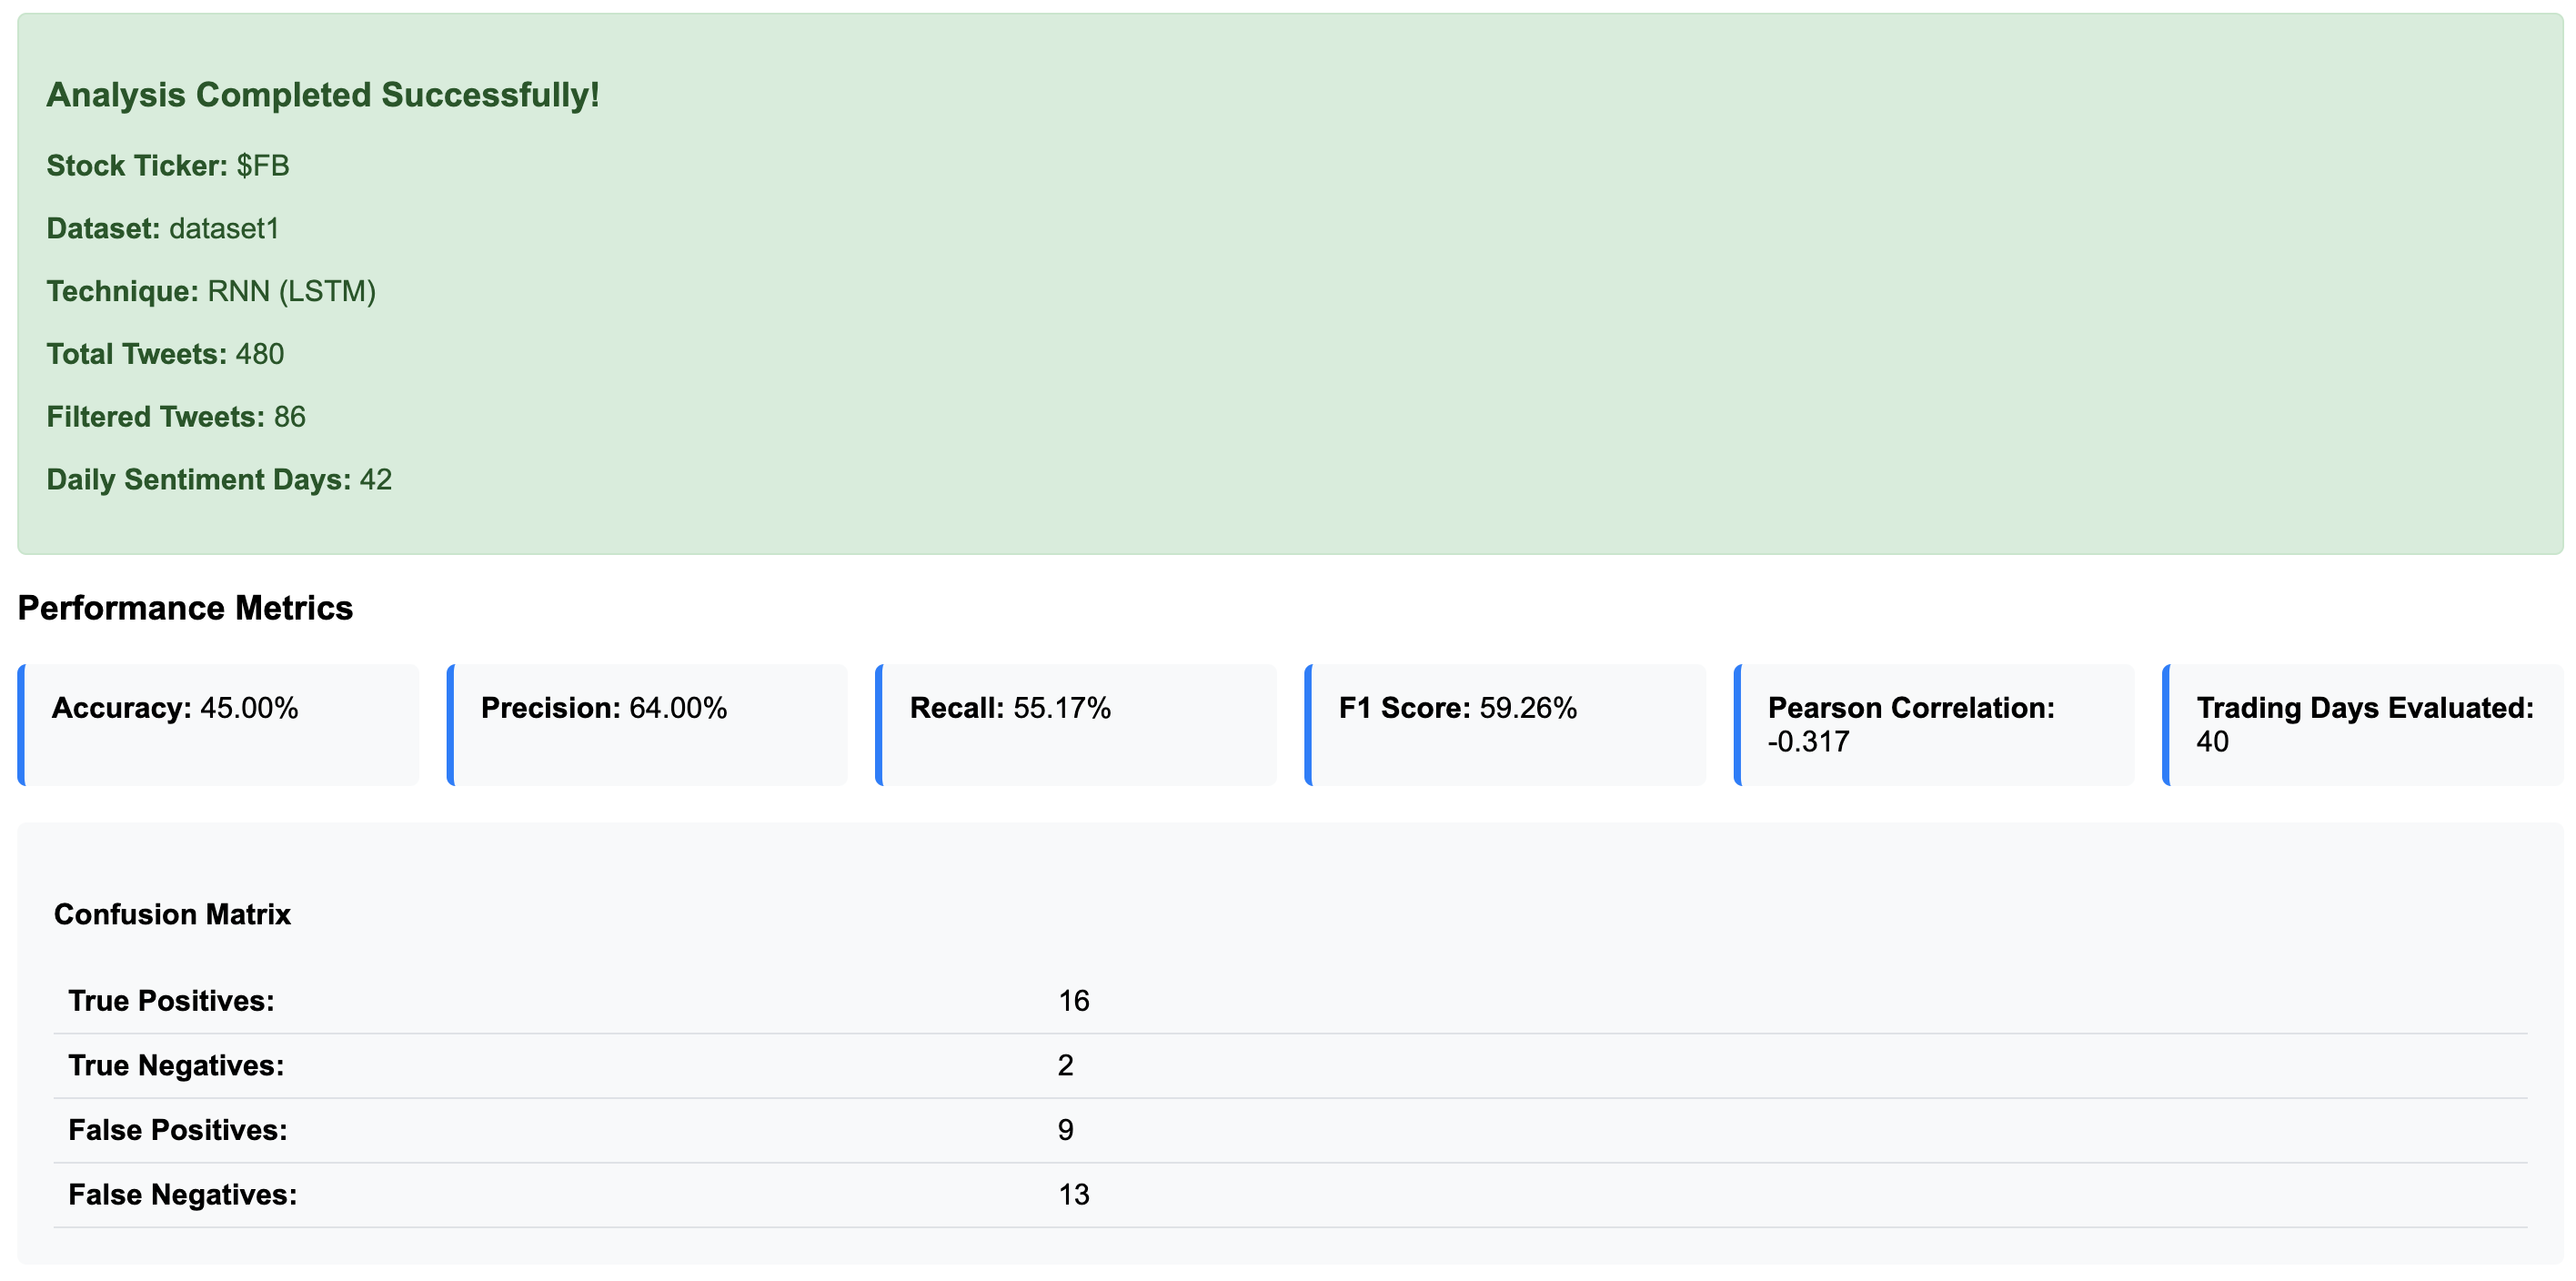 Analysis Completed Successfully!
Stock Ticker: $FB
Dataset: dataset1
Technique: RNN (LSTM)
Total Tweets: 480
Filtered Tweets: 86
Daily Sentiment Days: 42
Performance Metrics
Accuracy: 45.00%
Precision: 64.00%
Recall: 55.17%
F1 Score: 59.26%
Pearson Correlation:
-0.317
Trading Days Evaluated:
40
Confusion Matrix
True Positives: 16
True Negatives: 2
False Positives: 9
False Negatives: 13